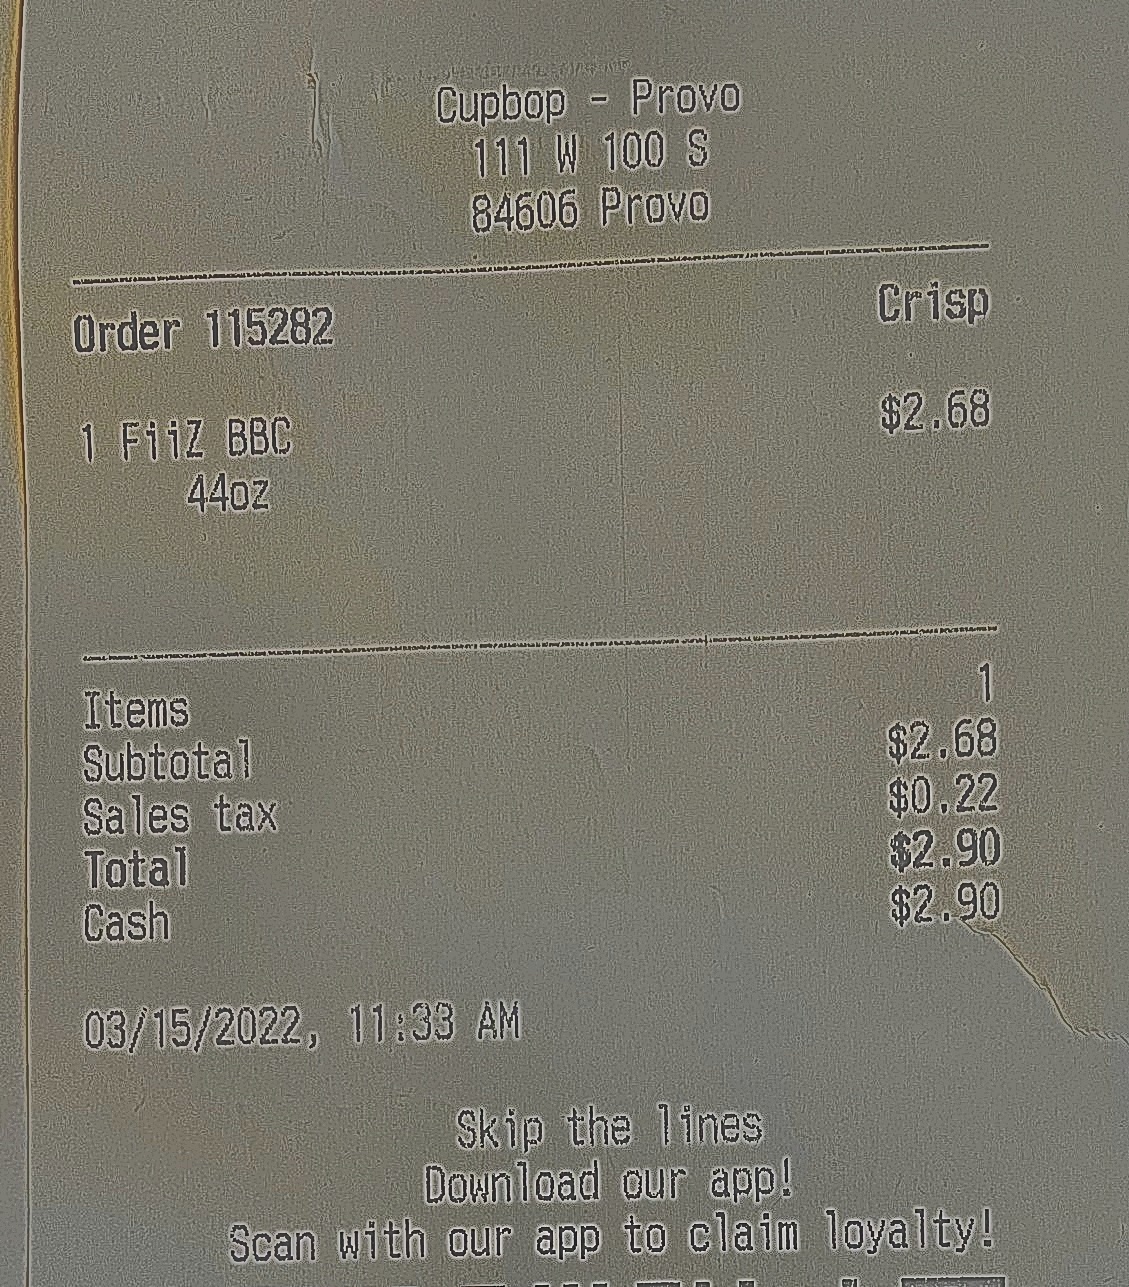 Cupbop - Provo
111 W 100 S
84606 Provo
Order 115282 Crisp
1 FiiZ BBC $2.68
44oz
Items 1
Subtotal $2.68
Sales tax $0.22
Total $2.90
Cash $2.90
03/15/2022, 11:33 AM
Skip the lines
Download our app!
Scan with our app to claim loyalty!